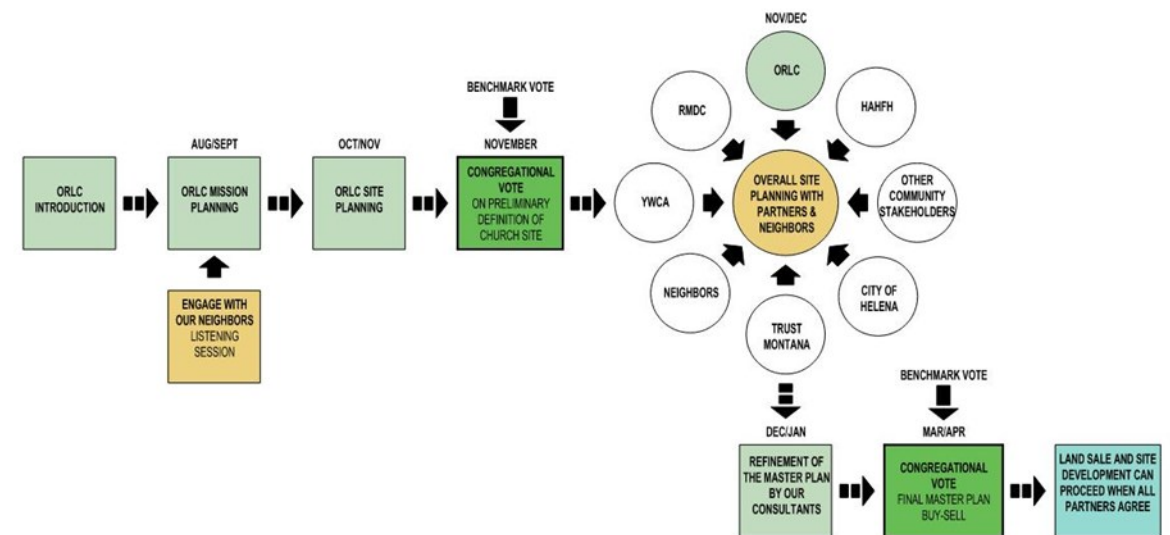 ORLC
INTRODUCTION
AUG/SEPT
ORLC MISSION
PLANNING
ENGAGE WITH
OUR NEIGHBORS
LISTENING
SESSION
OCT/NOV
ORLC SITE
PLANNING
BENCHMARK VOTE
NOVEMBER
CONGREGATIONAL
VOTE
ON PRELIMINARY
DEFINITION OF
CHURCH SITE
NOV/DEC
ORLC
HAHFH
OTHER
COMMUNITY
STAKEHOLDERS
CITY OF
HELENA
TRUST
MONTANA
NEIGHBORS
YWCA
RMDC
OVERALL SITE
PLANNING WITH
PARTNERS &
NEIGHBORS
DEC/JAN
REFINEMENT OF
THE MASTER PLAN
BY OUR
CONSULTANTS
BENCHMARK VOTE
MAR/APR
CONGREGATIONAL
VOTE
FINAL MASTER PLAN
BUY-SELL
LAND SALE AND SITE
DEVELOPMENT CAN
PROCEED WHEN ALL
PARTNERS AGREE